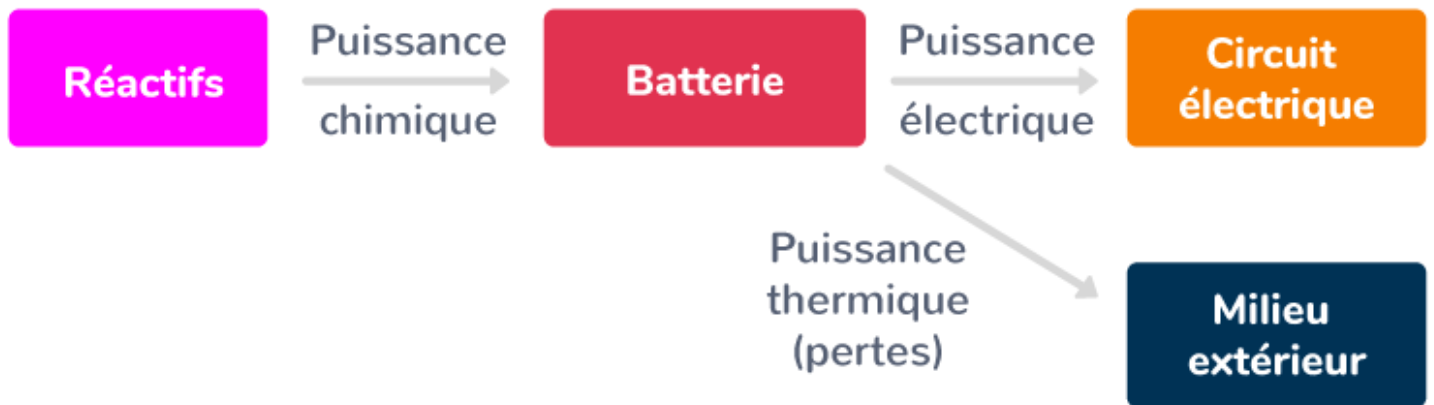 Réactifs
Puissance
chimique
Batterie
Puissance
électrique
Circuit
électrique
Puissance
thermique
(pertes)
Milieu
extérieur